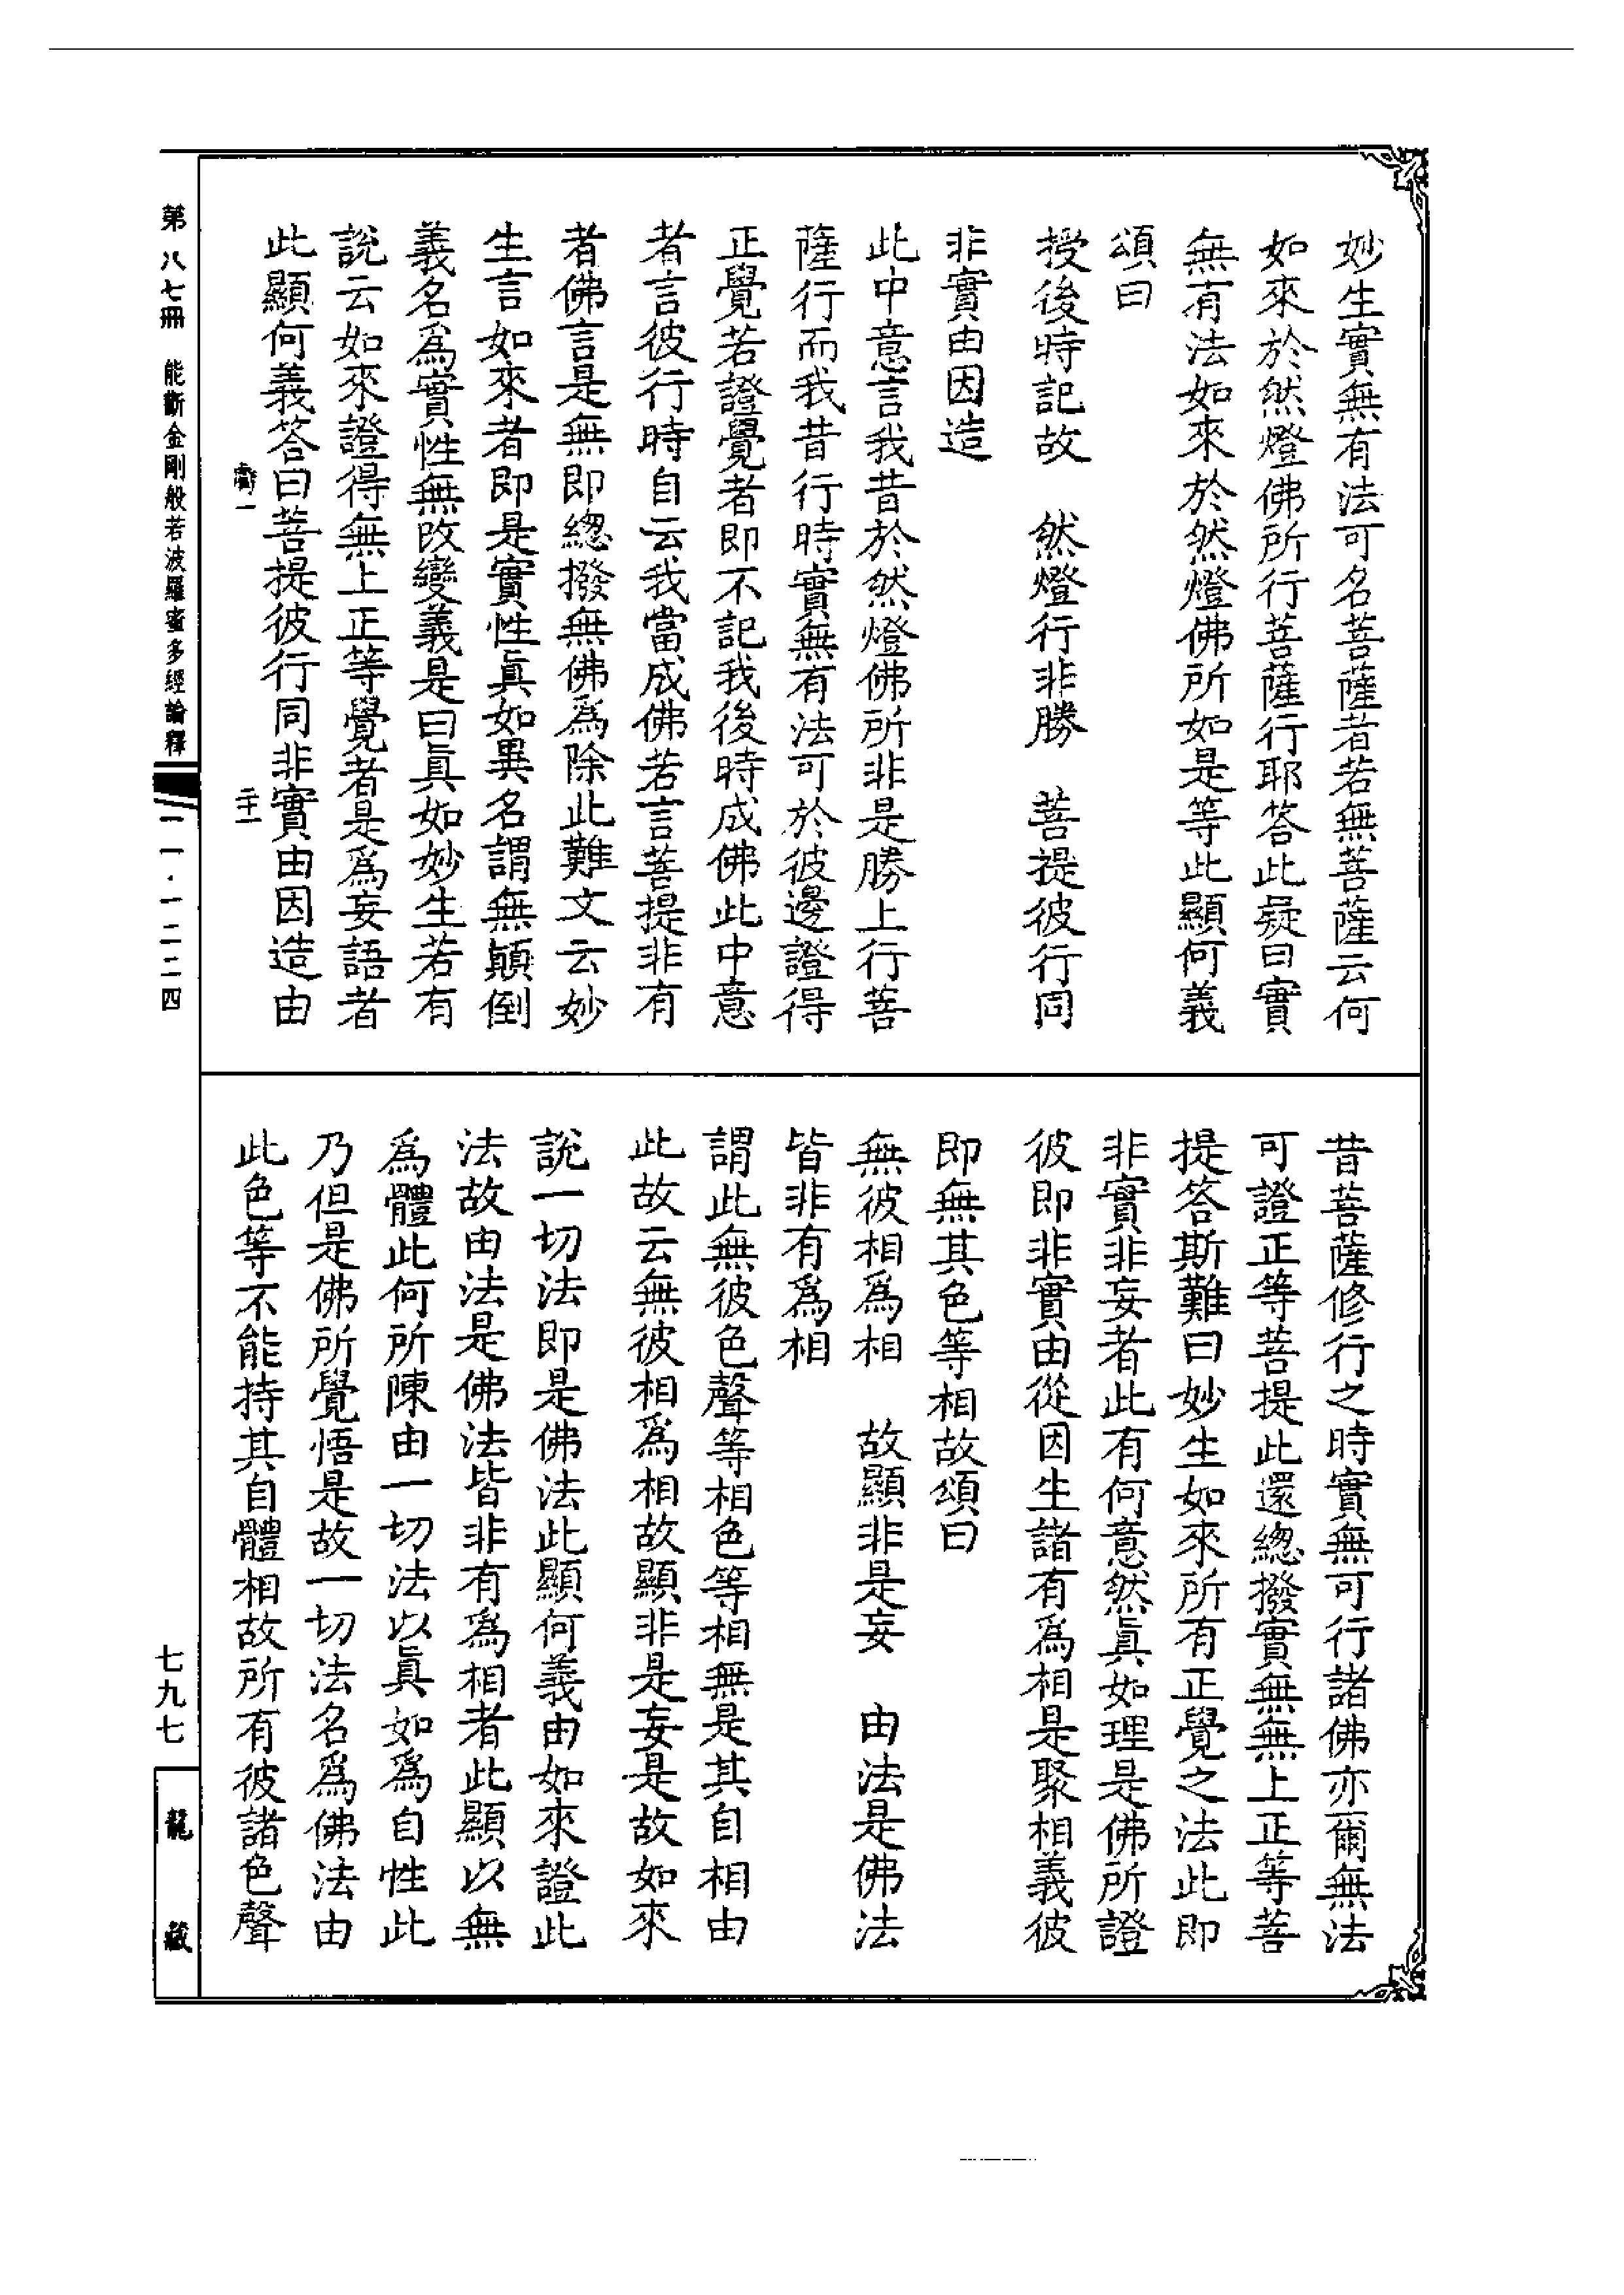 妙生實無有法可名菩薩者若無菩薩云何
如來於然燈佛所行菩薩行耶答此疑曰實
無有法如來於然燈佛所如是等此顯何義
頌曰
授後時記故　然燈行非勝　菩提彼行同
非實由因造
此中意言我昔於然燈佛所非是勝上行菩
薩行而我昔行時實無有法可於彼邊證得
正覺若證覺者即不記我後時成佛此中意
者言彼行時自云我當成佛若言菩提非有
者佛言是無即總撥無佛為除此難文云妙
生言如來者即是實性真如異名謂無顛倒
義名為實性無改變義是曰真如妙生若有
說云如來證得無上正等覺者是為妄語者
此顯何義答曰菩提彼行同非實由因造由
二十一
昔菩薩修行之時實無可行諸佛亦爾無法
可證正等菩提此還總撥實無無上正等菩
提答斯難曰妙生如來所有正覺之法此即
非實非妄者此有何意然真如理是佛所證
彼即非實由從因生諸有為相是聚相義彼
即無其色等相故頌曰
無彼相為相　故顯非是妄　由法是佛法
皆非有為相
謂此無彼色聲等相色等相無是其自相由
此故云無彼相為相故顯非是妄是故如來
說一切法即是佛法此顯何義由如來證此
法故由法是佛法皆非有為相者此顯以無
為體此何所陳由一切法以真如為自性此
乃但是佛所覺悟是故一切法名為佛法由
此色等不能持其自體相故所有彼諸色聲
第八七冊　能斷金剛般若波羅蜜多經論釋
一一一・一二二四
七九七
龍藏